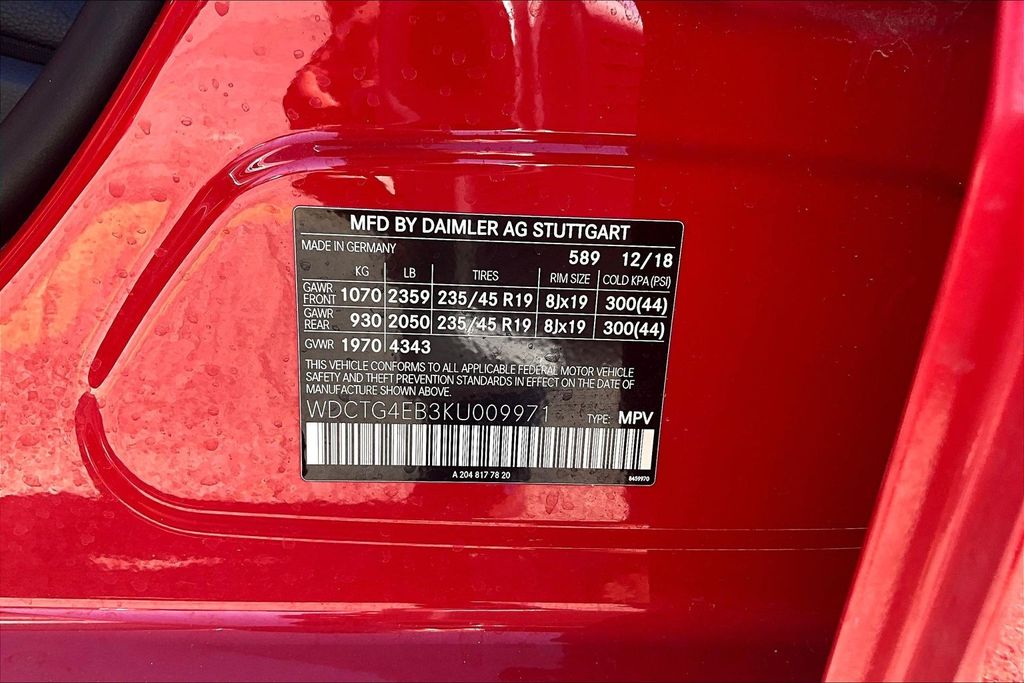 MFD BY DAIMLER AG STUTTGART
MADE IN GERMANY 589 12/18
KG LB TIRES RIM SIZE COLD KPA (PSI)
GAWR FRONT 1070 2359 235/45 R19 8Jx19 300(44)
GAWR REAR 930 2050 235/45 R19 8Jx19 300(44)
GVWR 1970 4343
THIS VEHICLE CONFORMS TO ALL APPLICABLE FEDERAL MOTOR VEHICLE
SAFETY AND THEFT PREVENTION STANDARDS IN EFFECT ON THE DATE OF
MANUFACTURE SHOWN ABOVE.
WDCTG4EB3KU009971 TYPE: MPV
A 204 817 78 20 8459970